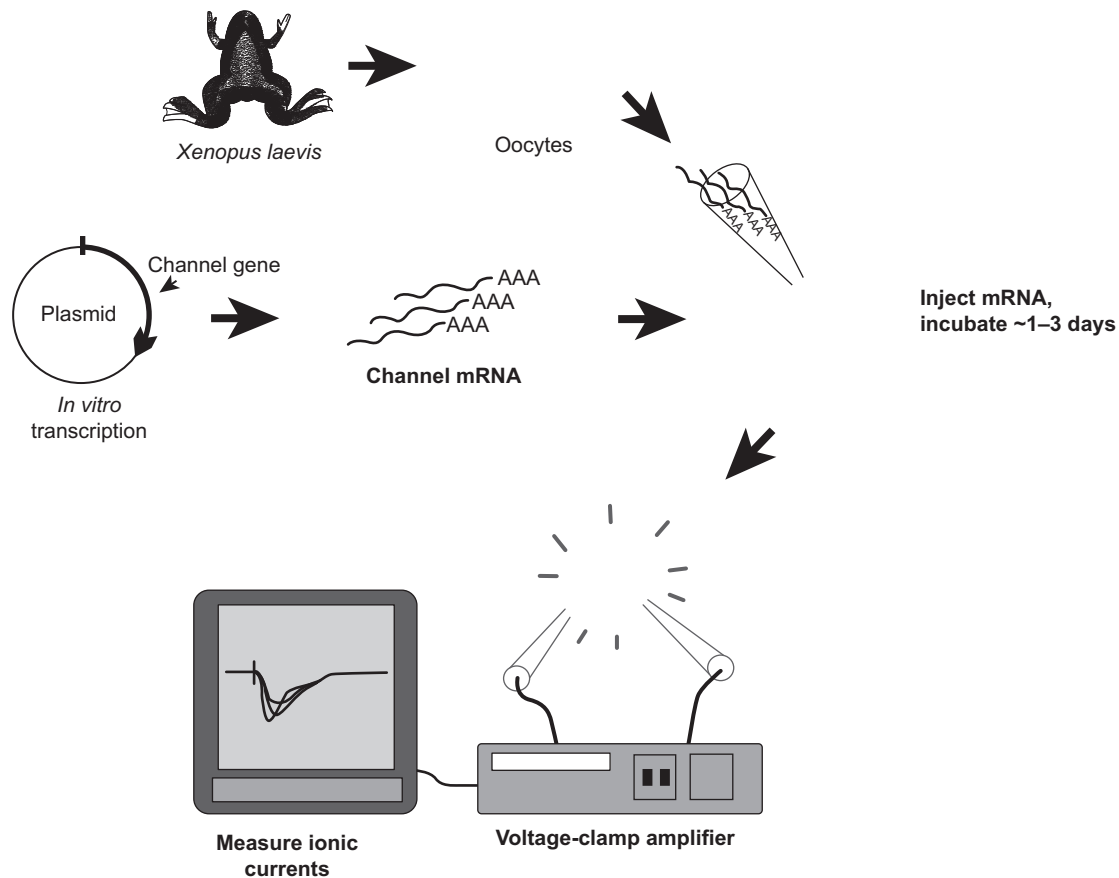 Xenopus laevis
Oocytes
AAA
AAA
AAA
Channel gene
Plasmid
AAA
AAA
AAA
Inject mRNA,
incubate ~1–3 days
Channel mRNA
In vitro
transcription
Measure ionic
currents
Voltage-clamp amplifier